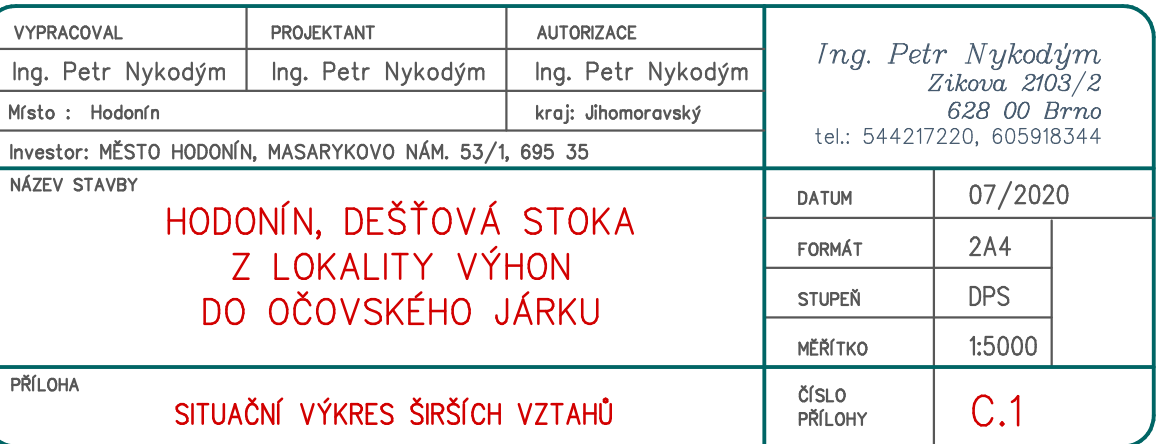 VYPRACOVAL
PROJEKTANT
AUTORIZACE
Ing. Petr Nykodým
Ing. Petr Nykodým
Ing. Petr Nykodým
Místo : Hodonín
kraj: Jihomoravský
Investor: MĚSTO HODONÍN, MASARYKOVO NÁM. 53/1, 695 35
Ing. Petr Nykodým
Zikova 2103/2
628 00 Brno
tel.: 544217220, 605918344
NÁZEV STAVBY
HODONÍN, DEŠŤOVÁ STOKA
Z LOKALITY VÝHON
DO OČOVSKÉHO JÁRKU
DATUM
07/2020
FORMÁT
2A4
STUPEŇ
DPS
MĚŘÍTKO
1:5000
PŘÍLOHA
SITUAČNÍ VÝKRES ŠIRŠÍCH VZTAHŮ
ČÍSLO
PŘÍLOHY
C.1